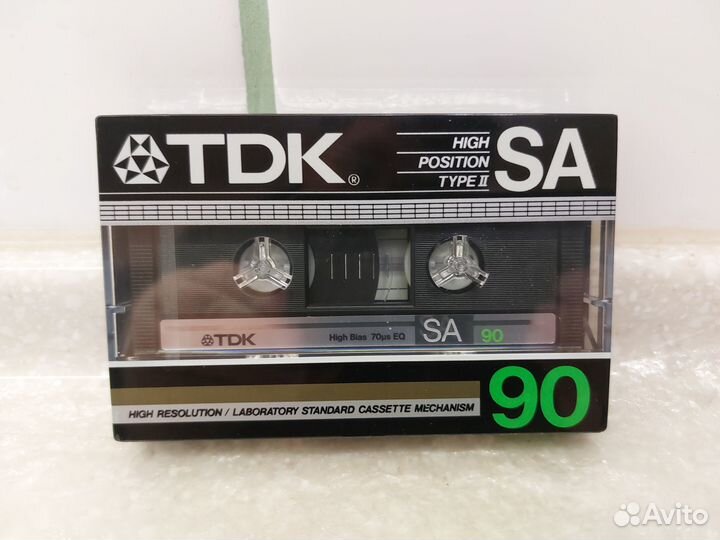 TDK®
HIGH
POSITION
TYPE II
SA
TDK
High Bias 70µs EQ
SA
90
HIGH RESOLUTION / LABORATORY STANDARD CASSETTE MECHANISM
90
Avito